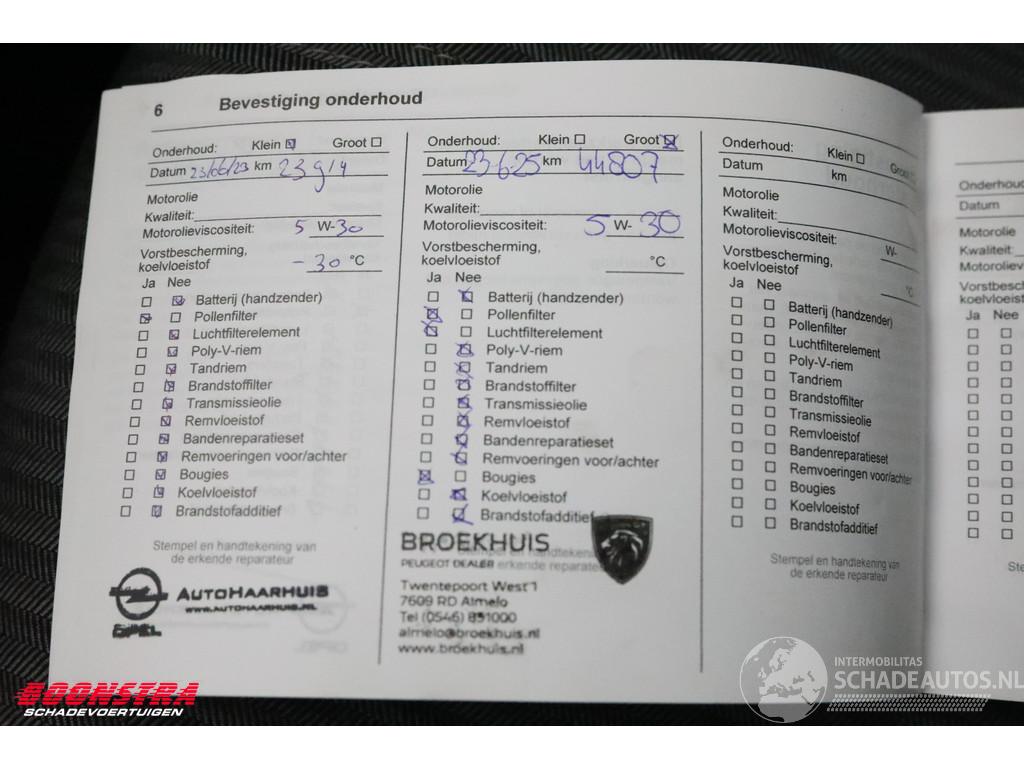 6 Bevestiging onderhoud
Onderhoud: Klein Groot
Datum 23/06/23 km 23914
Motorolie
Kwaliteit:
Motorolieviscositeit: 5 W-30
Vorstbescherming,
koelvloeistof -30 °C
Ja Nee
Batterij (handzender)
Pollenfilter
Luchtfilterelement
Poly-V-riem
Tandriem
Brandstoffilter
Transmissieolie
Remvloeistof
Bandenreparatieset
Remvoeringen voor/achter
Bougies
Koelvloeistof
Brandstofadditief
Stempel en handtekening van
de erkende reparateur
AUTOHAARHUIS
WWW.AUTOHAARHUIS.NL
OPEL
Onderhoud: Klein Groot
Datum 23-6-25 km 44807
Motorolie
Kwaliteit:
Motorolieviscositeit: 5 W-30
Vorstbescherming,
koelvloeistof °C
Ja Nee
Batterij (handzender)
Pollenfilter
Luchtfilterelement
Poly-V-riem
Tandriem
Brandstoffilter
Transmissieolie
Remvloeistof
Bandenreparatieset
Remvoeringen voor/achter
Bougies
Koelvloeistof
Brandstofadditief
BROEKHUIS
PEUGEOT DEALER
Twentepoort West 1
7609 RD Almelo
Tel (0546) 851000
almelo@broekhuis.nl
www.broekhuis.nl
Onderhoud: Klein Groot
Datum km
Motorolie
Kwaliteit:
Motorolieviscositeit: W-
Vorstbescherming,
koelvloeistof °C
Ja Nee
Batterij (handzender)
Pollenfilter
Luchtfilterelement
Poly-V-riem
Tandriem
Brandstoffilter
Transmissieolie
Remvloeistof
Bandenreparatieset
Remvoeringen voor/achter
Bougies
Koelvloeistof
Brandstofadditief
Stempel en handtekening van
de erkende reparateur
Onderhoud
Datum
Motorolie
Kwaliteit:
Ja Nee
BOONSTRA
SCHADEVOERTUIGEN
INTERMOBILITAS
SCHADEAUTOS.NL